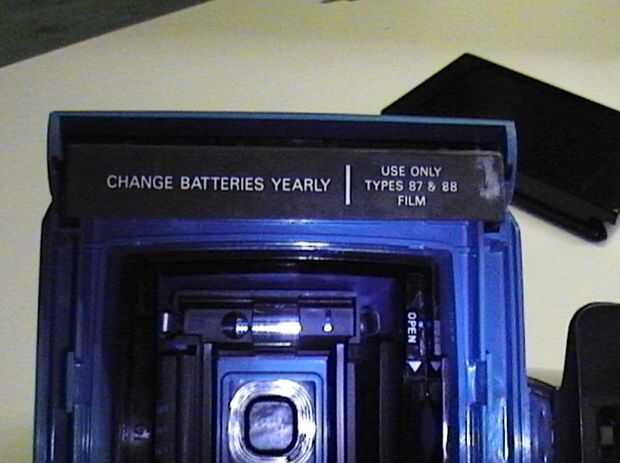 CHANGE BATTERIES YEARLY
USE ONLY
TYPES 87 & 88
FILM
OPEN